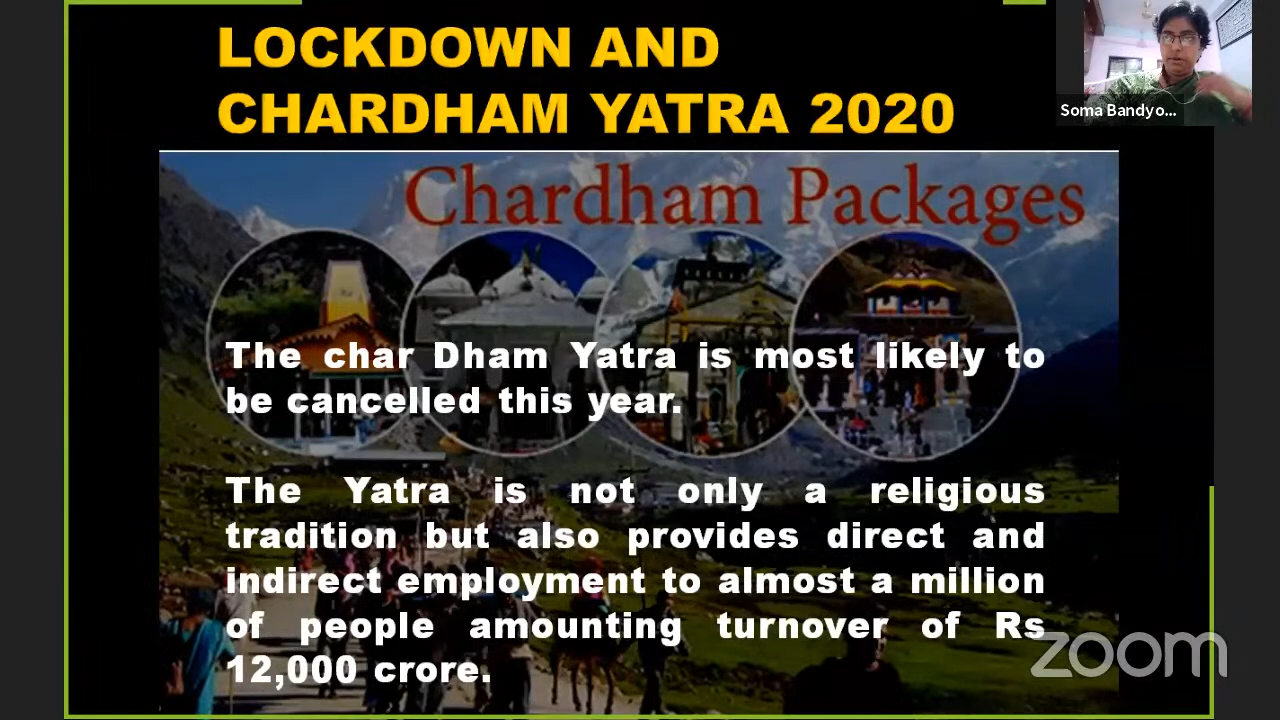 LOCKDOWN AND
CHARDHAM YATRA 2020
Soma Bandyo...
Chardham Packages
The char Dham Yatra is most likely to
be cancelled this year.
The Yatra is not only a religious
tradition but also provides direct and
indirect employment to almost a million
of people amounting turnover of Rs
12,000 crore.
zoom